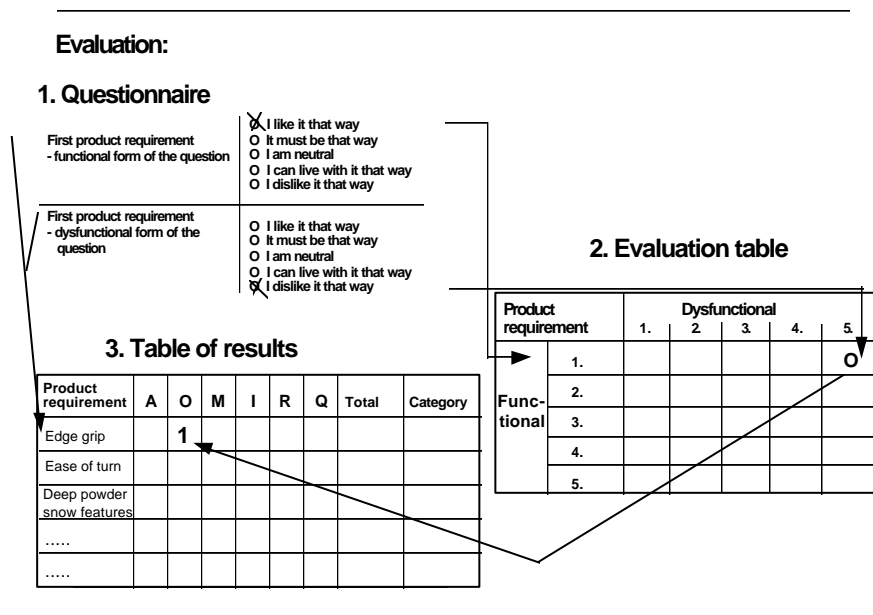 Evaluation:
1. Questionnaire
First product requirement
- functional form of the question
O I like it that way
O It must be that way
O I am neutral
O I can live with it that way
O I dislike it that way
First product requirement
- dysfunctional form of the
question
O I like it that way
O It must be that way
O I am neutral
O I can live with it that way
O I dislike it that way
2. Evaluation table
Product
requirement
Dysfunctional
1. 2. 3. 4. 5.
Func-
tional
1. O
2.
3.
4.
5.
3. Table of results
Product
requirement A O M I R Q Total Category
Edge grip 1
Ease of turn
Deep powder
snow features
.....
.....